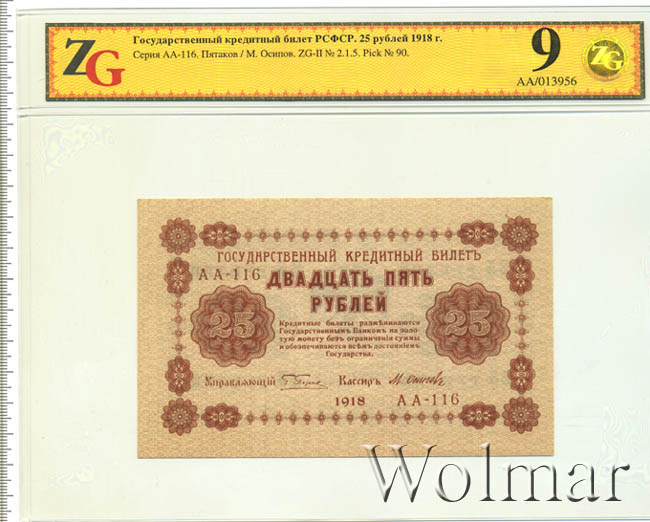 ZG
Государственный кредитный билет РСФСР. 25 рублей 1918 г.
Серия АА-116. Пятаков / М. Осипов. ZG-II № 2.1.5. Pick № 90.
9
AA/013956
ГОСУДАРСТВЕННЫЙ КРЕДИТНЫЙ БИЛЕТЪ
АА-116
ДВАДЦАТЬ ПЯТЬ
РУБЛЕЙ
25
25
Кредитные билеты размѣниваются
Государственнымъ Банкомъ на золо-
тую монету безъ ограниченія суммы
и обезпечиваются всѣмъ достояніемъ
Государства.
Управляющій Кассиръ М. Осиповъ
1918 АА-116
Wolmar